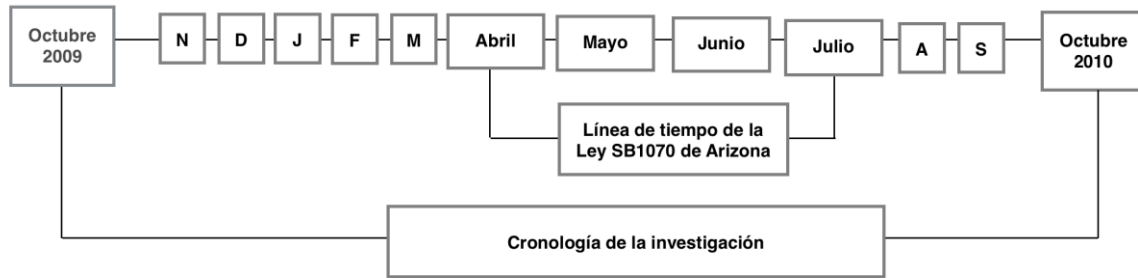 Octubre
2009
N
D
J
F
M
Abril
Mayo
Junio
Julio
A
S
Octubre
2010
Línea de tiempo de la
Ley SB1070 de Arizona
Cronología de la investigación